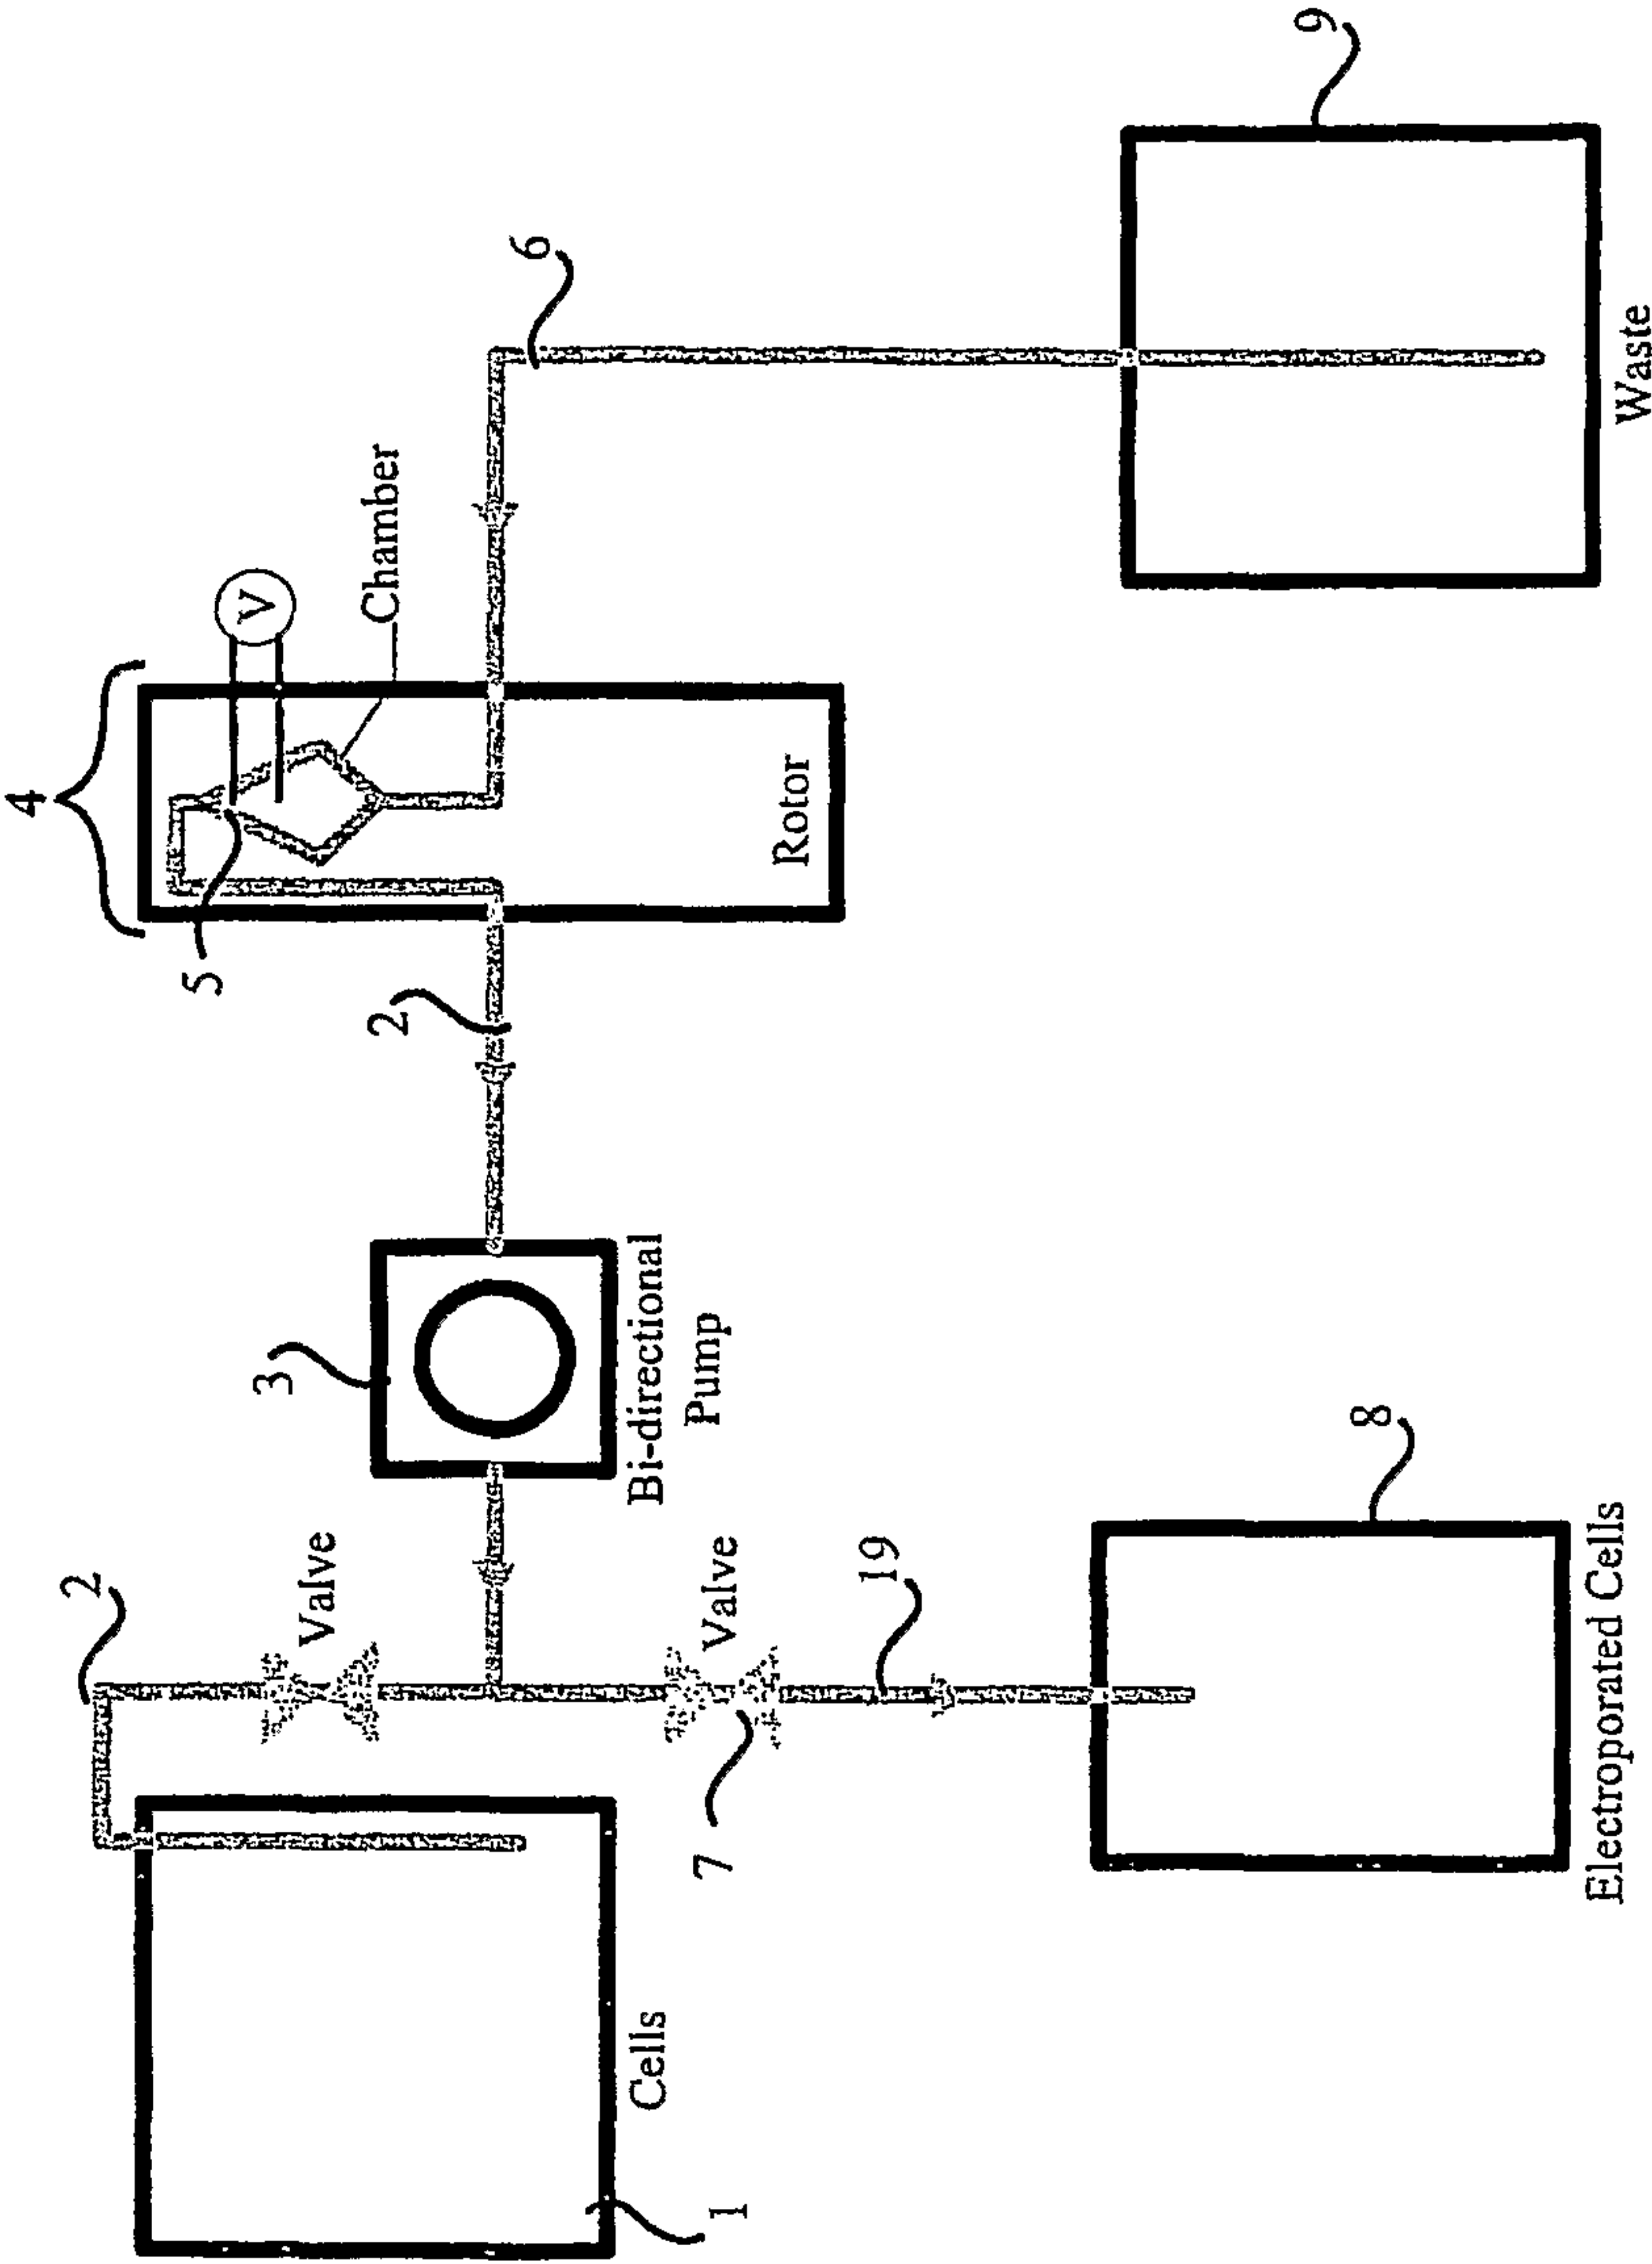 4
2
5
V
3
Valve
2
Chamber
6
Cells
Bi-directional
Pump
1
7
Valve
Rotor
19
9
8
Electroporated Cells
Waste